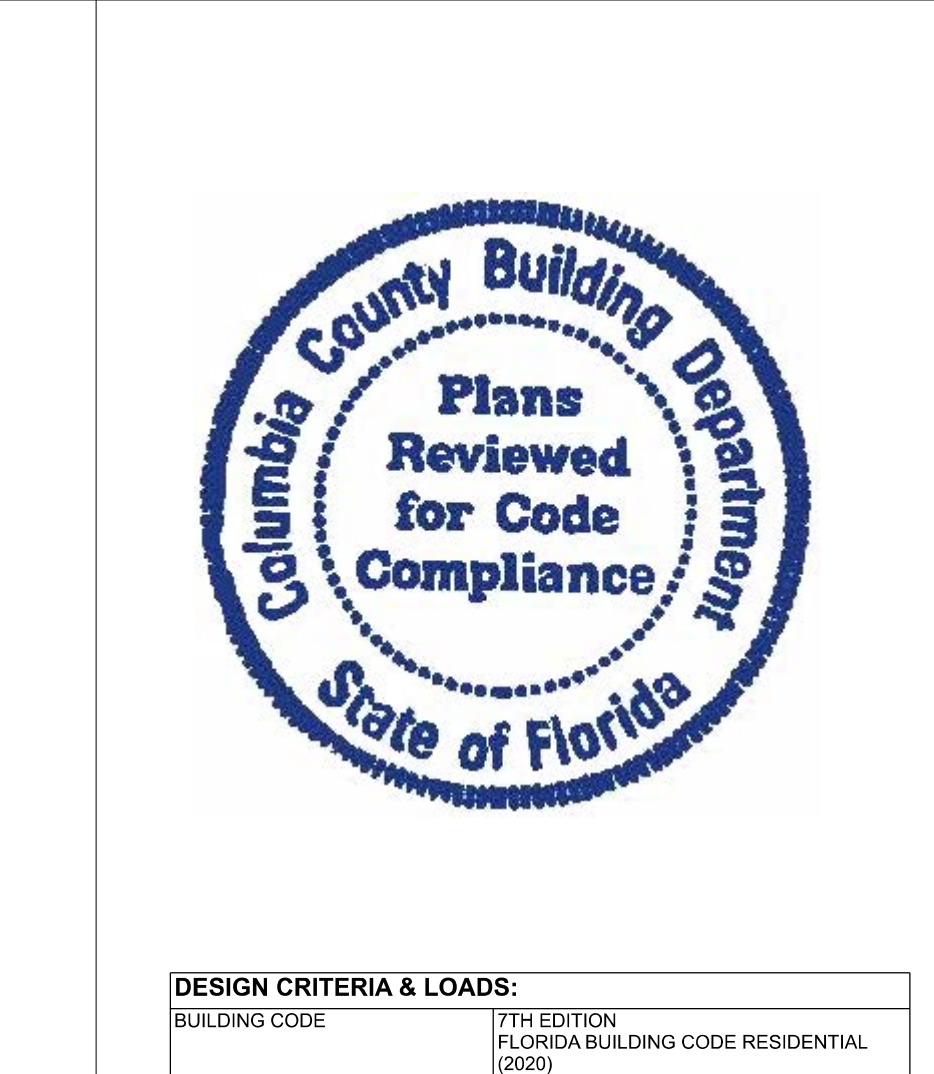 Columbia County Building Department
Plans
Reviewed
for Code
Compliance
State of Florida
DESIGN CRITERIA & LOADS:
BUILDING CODE
7TH EDITION
FLORIDA BUILDING CODE RESIDENTIAL
(2020)